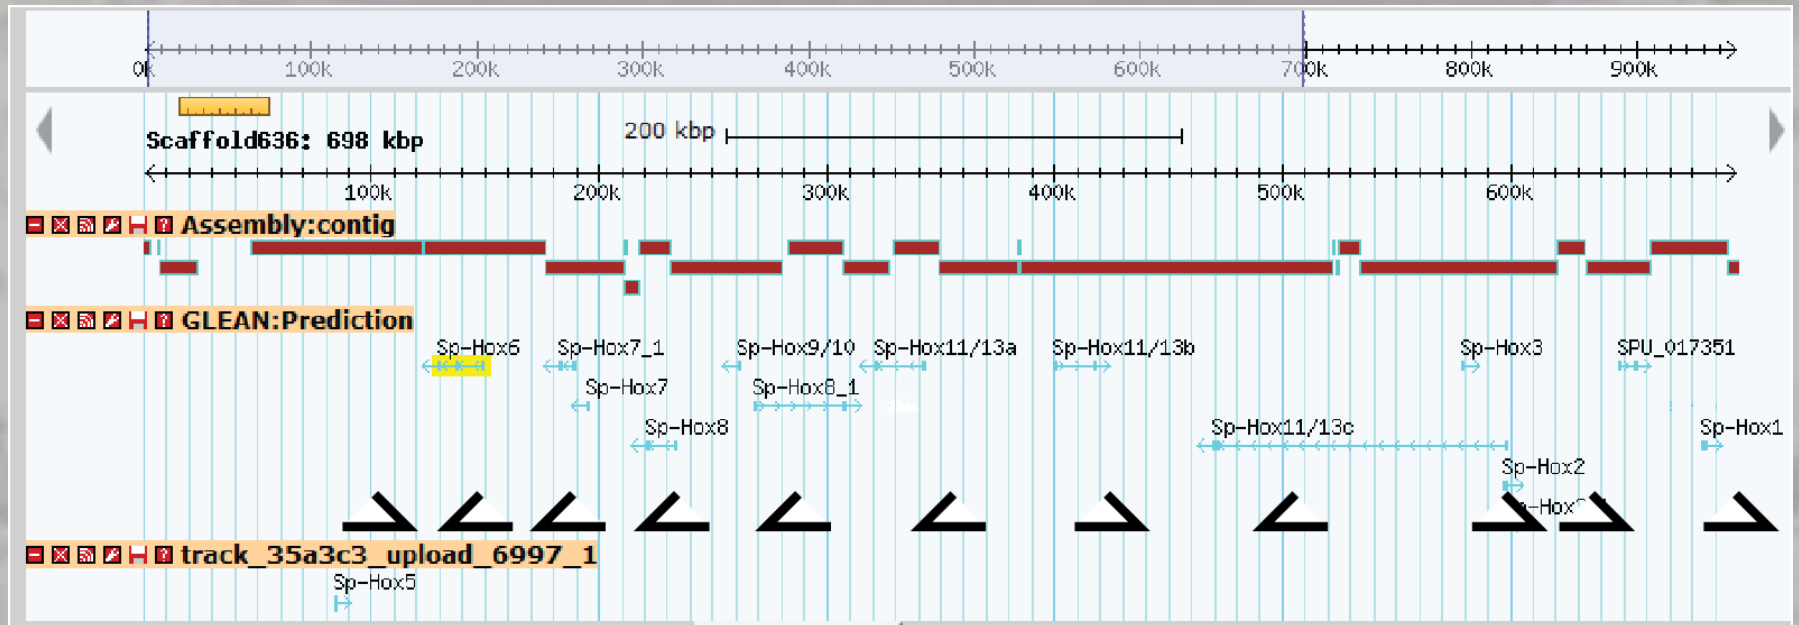 0k 100k 200k 300k 400k 500k 600k 700k 800k 900k
200 kbp
Scaffold636: 698 kbp
100k 200k 300k 400k 500k 600k
Assembly:contig
GLEAN:Prediction
Sp-Hox6 Sp-Hox7_1 Sp-Hox9/10 Sp-Hox11/13a Sp-Hox11/13b Sp-Hox3 SPU_017351
Sp-Hox7 Sp-Hox8_1
Sp-Hox8 Sp-Hox11/13c Sp-Hox1
Sp-Hox2
track_35a3c3_upload_6997_1
Sp-Hox5